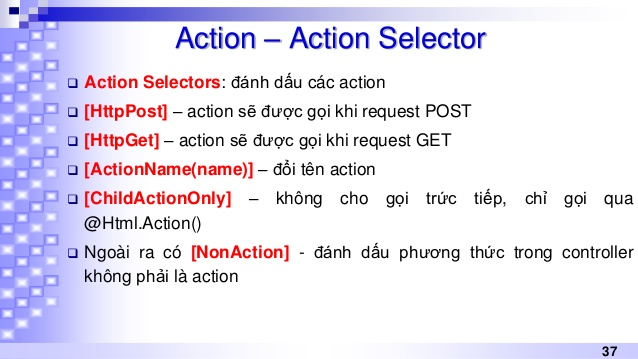 Action – Action Selector
❑ Action Selectors: đánh dấu các action
❑ [HttpPost] – action sẽ được gọi khi request POST
❑ [HttpGet] – action sẽ được gọi khi request GET
❑ [ActionName(name)] – đổi tên action
❑ [ChildActionOnly] – không cho gọi trức tiếp, chỉ gọi qua
@Html.Action()
❑ Ngoài ra có [NonAction] - đánh dấu phương thức trong controller
không phải là action
37